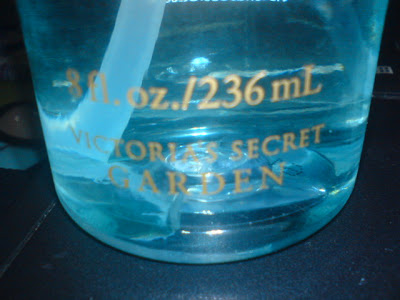 8 fl. oz./236 mL
VICTORIA'S SECRET
GARDEN